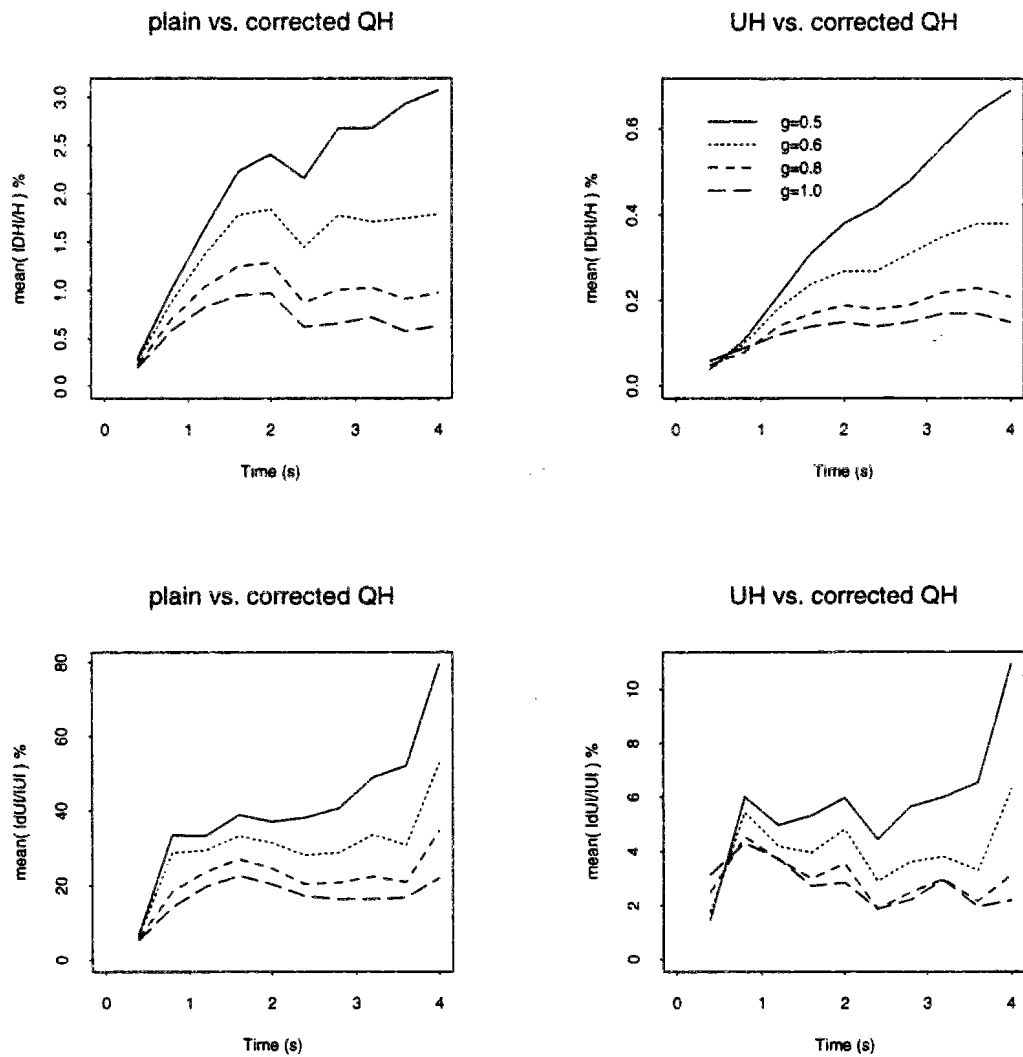 plain vs. corrected QH
mean( |DH|/H ) %
0.0 0.5 1.0 1.5 2.0 2.5 3.0
0 1 2 3 4
Time (s)
UH vs. corrected QH
mean( |DH|/H ) %
0.0 0.2 0.4 0.6
g=0.5
g=0.6
g=0.8
g=1.0
0 1 2 3 4
Time (s)
plain vs. corrected QH
mean( |dU|/|U| ) %
0 20 40 60 80
0 1 2 3 4
Time (s)
UH vs. corrected QH
mean( |dU|/|U| ) %
0 2 4 6 8 10
0 1 2 3 4
Time (s)